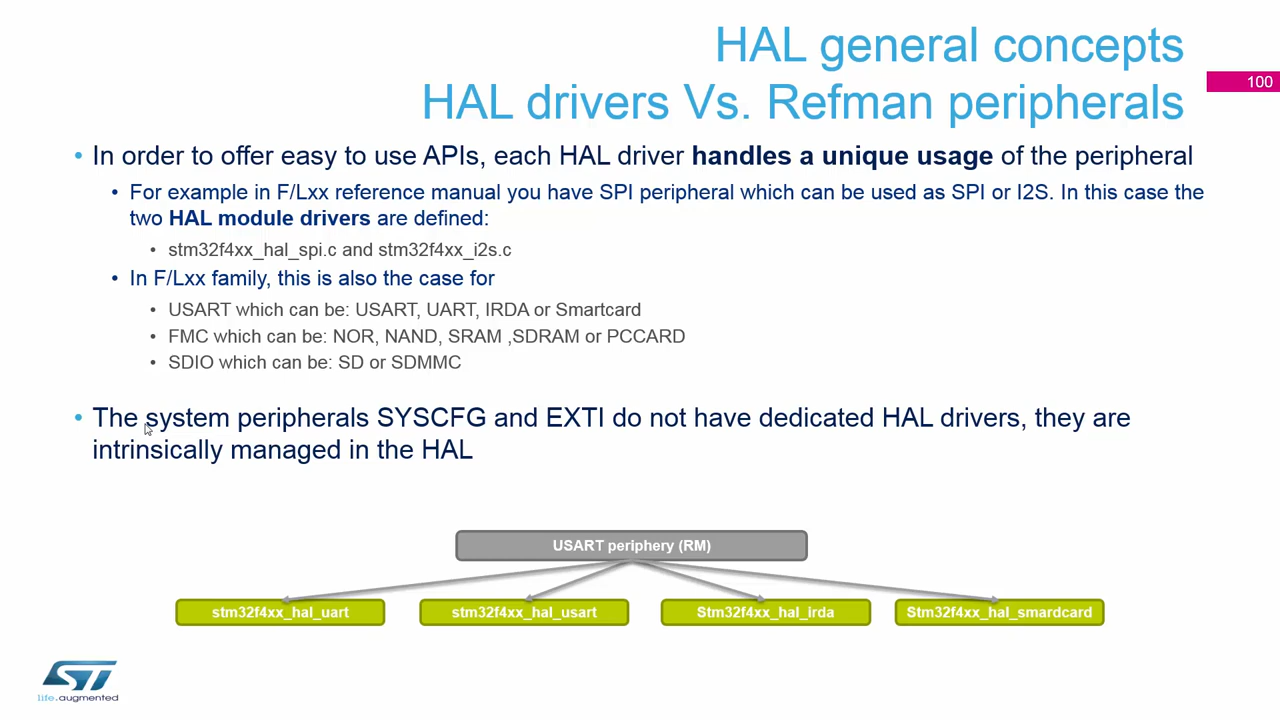 HAL general concepts
HAL drivers Vs. Refman peripherals
100
• In order to offer easy to use APIs, each HAL driver handles a unique usage of the peripheral
• For example in F/Lxx reference manual you have SPI peripheral which can be used as SPI or I2S. In this case the
two HAL module drivers are defined:
• stm32f4xx_hal_spi.c and stm32f4xx_i2s.c
• In F/Lxx family, this is also the case for
• USART which can be: USART, UART, IRDA or Smartcard
• FMC which can be: NOR, NAND, SRAM ,SDRAM or PCCARD
• SDIO which can be: SD or SDMMC
• The system peripherals SYSCFG and EXTI do not have dedicated HAL drivers, they are
intrinsically managed in the HAL
USART periphery (RM)
stm32f4xx_hal_uart
stm32f4xx_hal_usart
Stm32f4xx_hal_irda
Stm32f4xx_hal_smardcard
ST
life.augmented